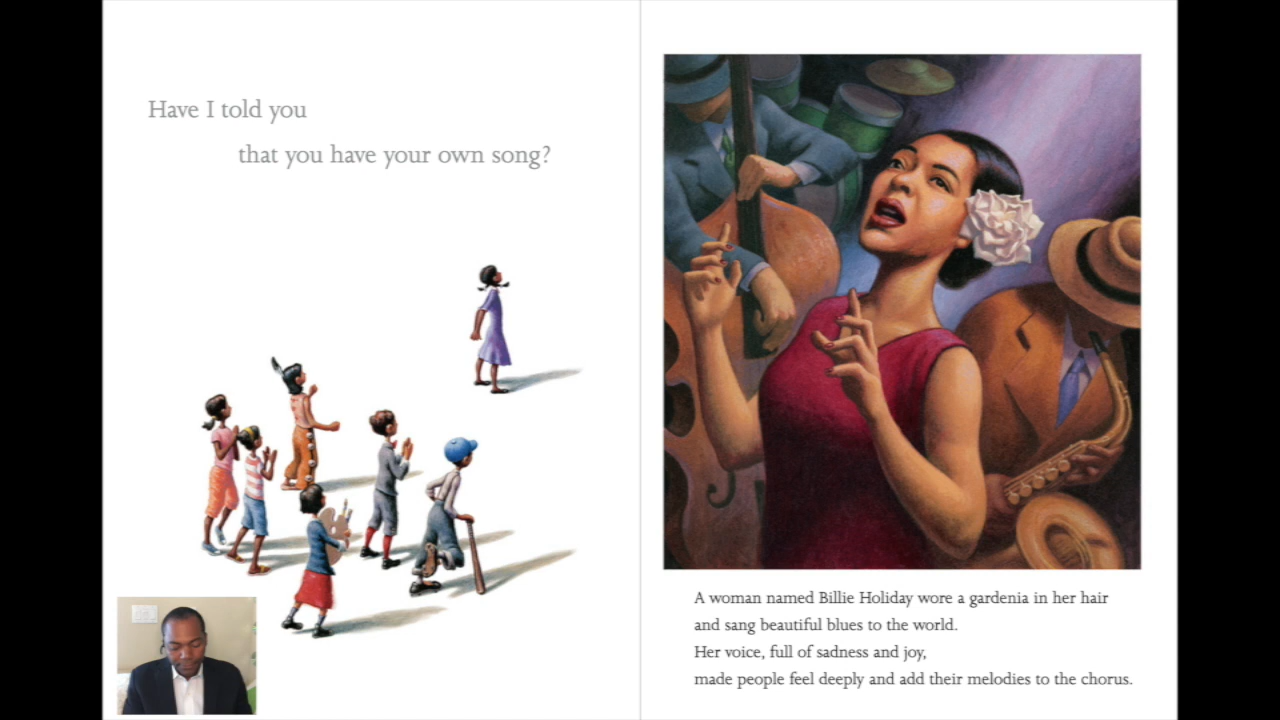 Have I told you
that you have your own song?
A woman named Billie Holiday wore a gardenia in her hair
and sang beautiful blues to the world.
Her voice, full of sadness and joy,
made people feel deeply and add their melodies to the chorus.